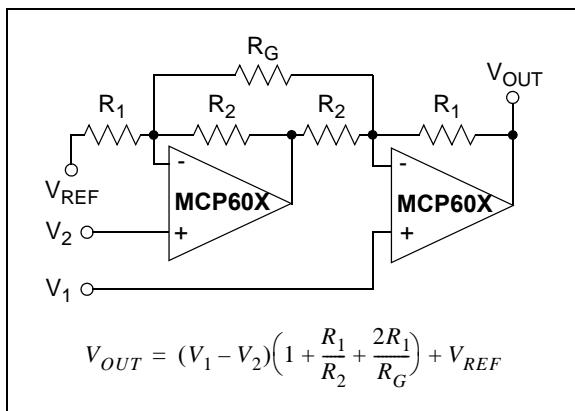 R_G
V_OUT
R_1 R_2 R_2 R_1
- -
V_REF MCP60X MCP60X
V_2 + +
V_1
V_OUT = (V_1 – V_2)(1 + R_1/R_2 + 2R_1/R_G) + V_REF